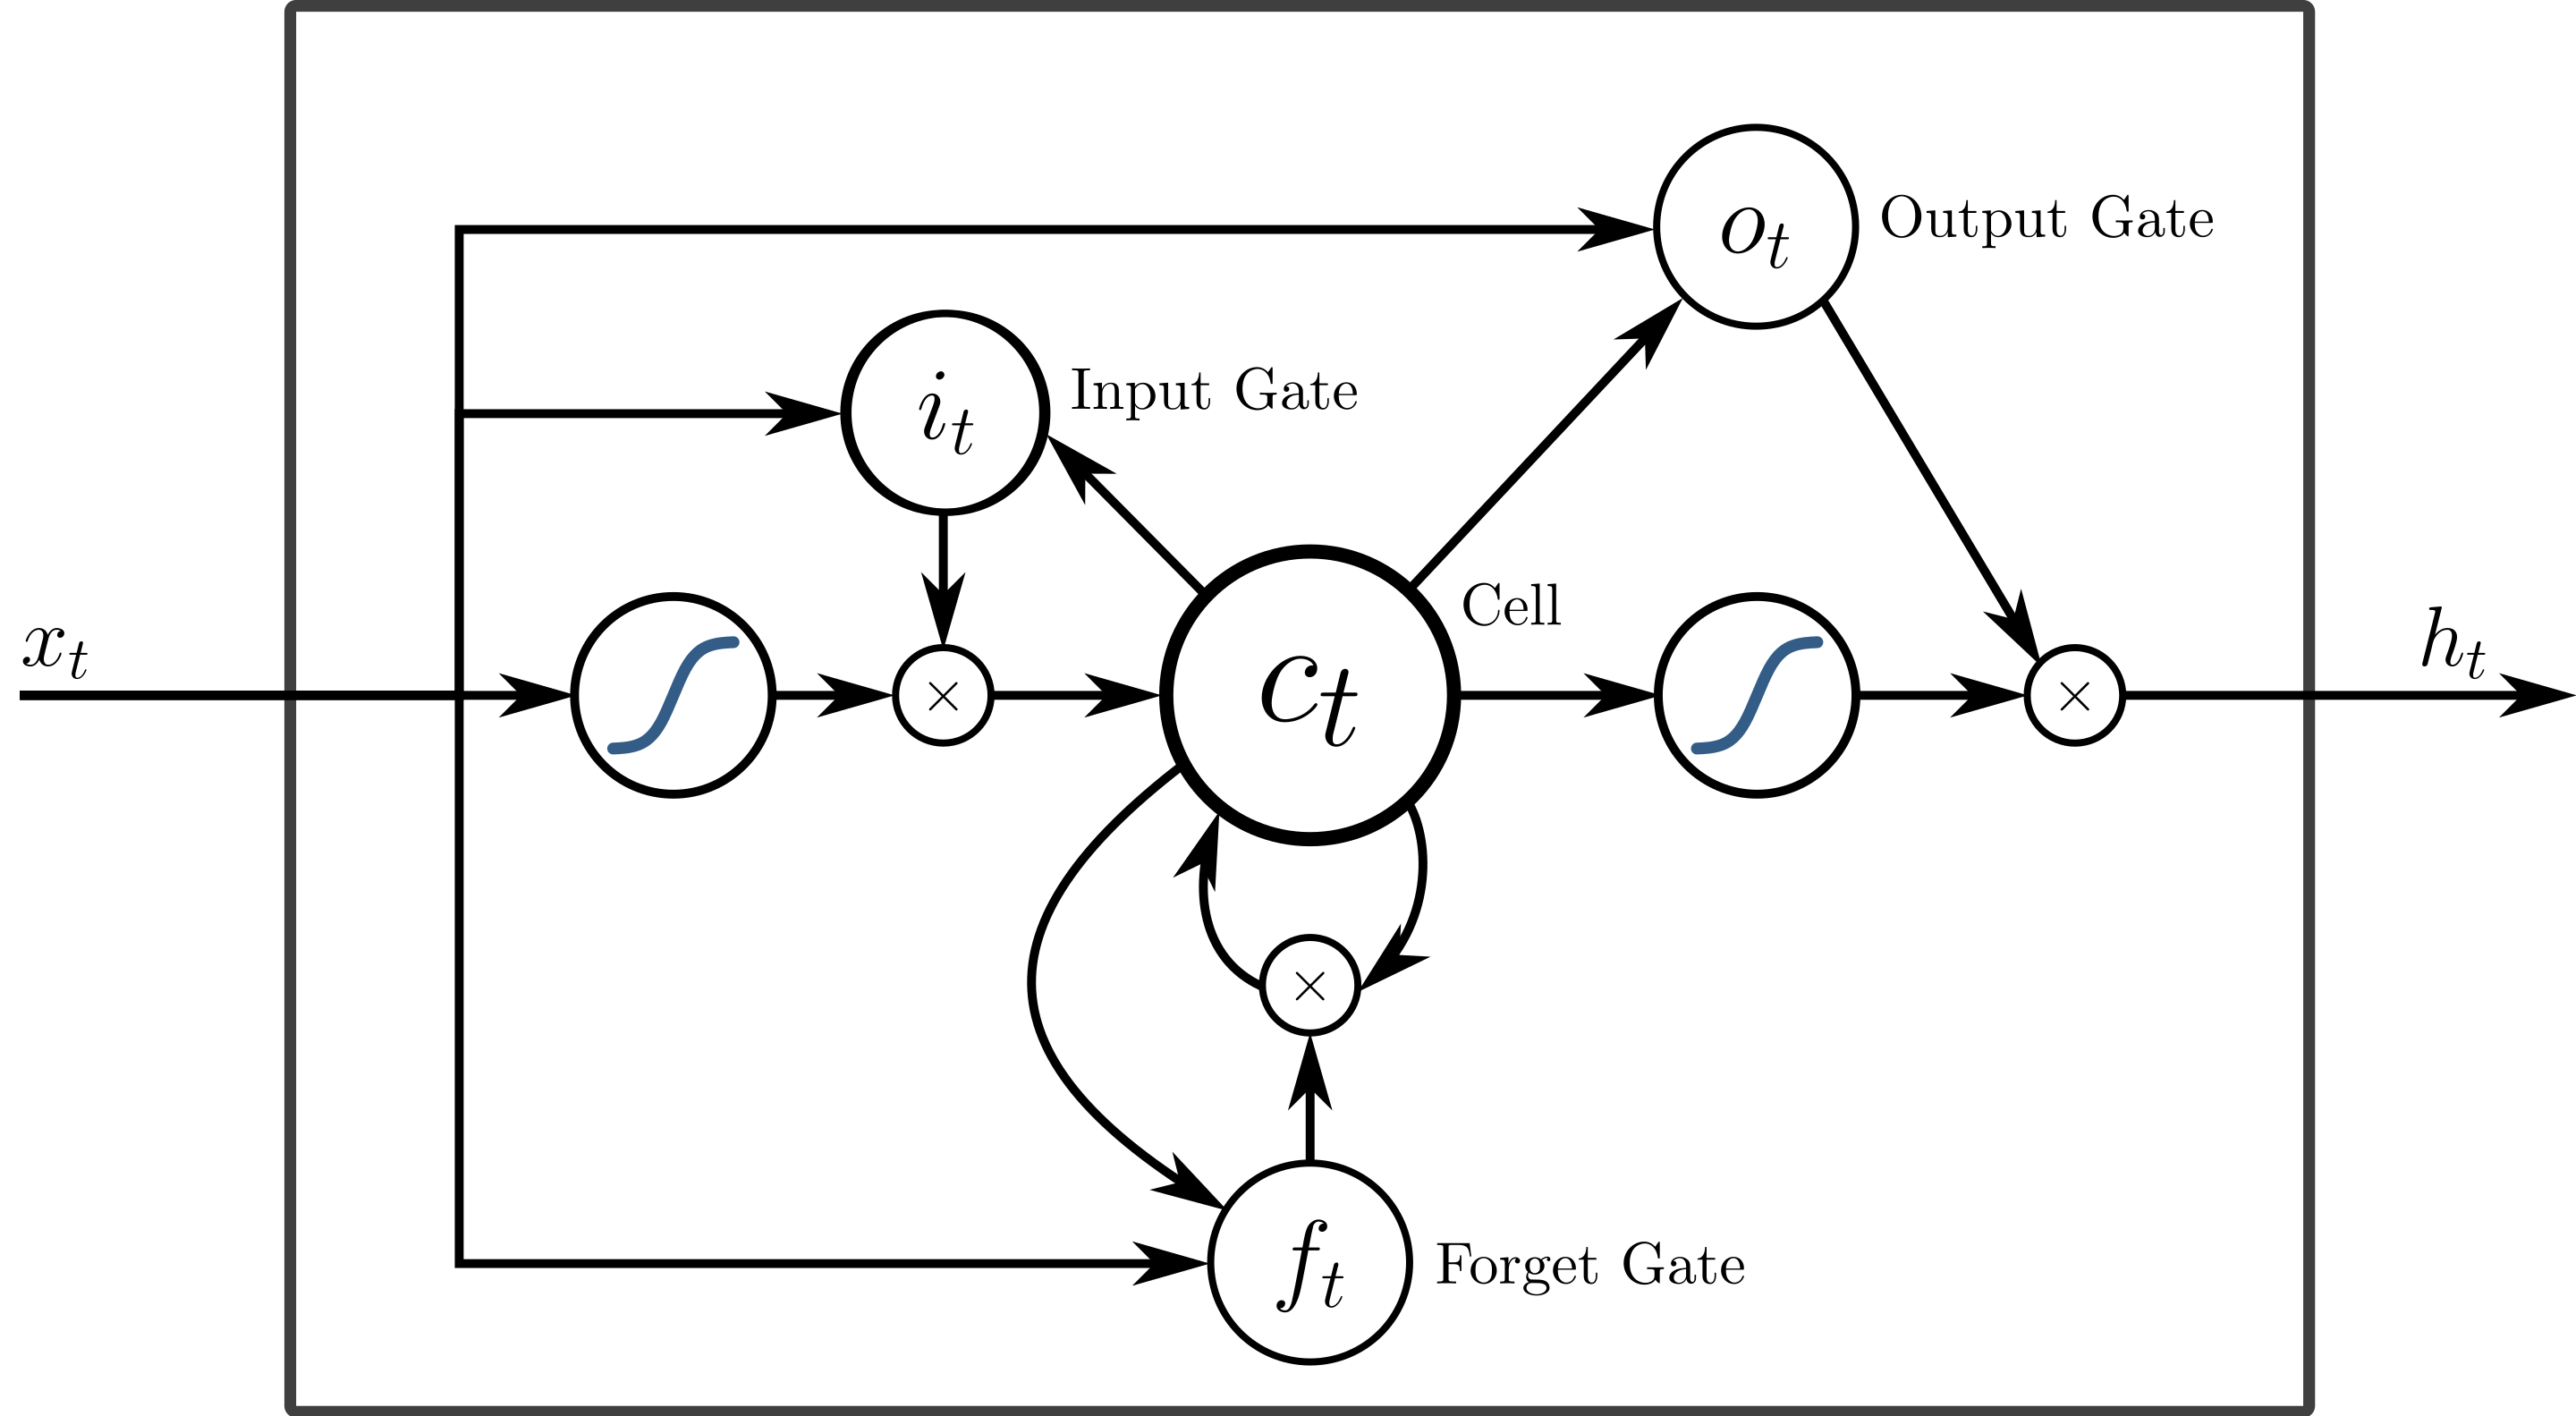 o_t Output Gate
i_t Input Gate
Cell
x_t
×
c_t
×
h_t
×
f_t Forget Gate